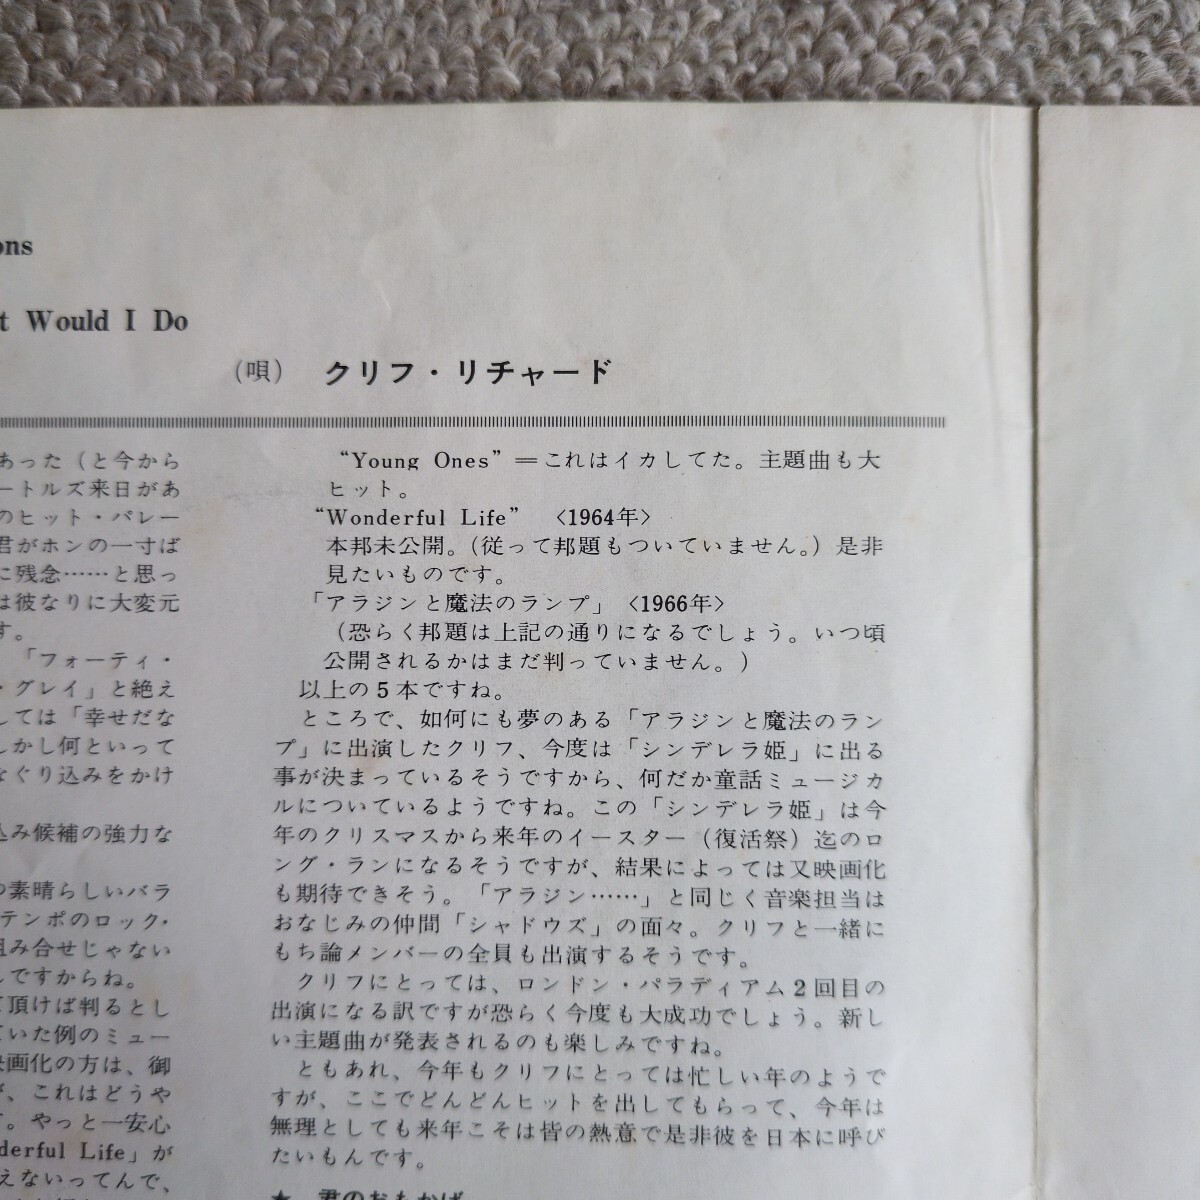 ons
t Would I Do
(唄) クリフ・リチャード
あった(と今から
ートルズ来日があ
のヒット・パレー
君がホンの一寸ば
に残念……と思っ
は彼なりに大変元
す。
「フォーティ・
・グレイ」と絶え
しては「幸せだな
しかし何といって
なぐり込みをかけ
込み候補の強力な
の素晴らしいバラ
テンポのロック・
組み合せじゃない
しですからね。
て頂けば判るとし
ていた例のミュー
映画化の方は、御
が、これはどうや
て。やっと一安心
derful Life」が
えないってんで、
“Young Ones”＝これはイカしてた。主題曲も大
ヒット。
“Wonderful Life” 〈1964年〉
本邦未公開。(従って邦題もついていません。)是非
見たいものです。
「アラジンと魔法のランプ」〈1966年〉
(恐らく邦題は上記の通りになるでしょう。いつ頃
公開されるかはまだ判っていません。)
以上の5本ですね。
ところで、如何にも夢のある「アラジンと魔法のラン
プ」に出演したクリフ、今度は「シンデレラ姫」に出る
事が決まっているそうですから、何だか童話ミュージカ
ルについているようですね。この「シンデレラ姫」は今
年のクリスマスから来年のイースター(復活祭)迄のロ
ング・ランになるそうですが、結果によっては又映画化
も期待できそう。「アラジン……」と同じく音楽担当は
おなじみの仲間「シャドウズ」の面々。クリフと一緒に
もち論メンバーの全員も出演するそうです。
クリフにとっては、ロンドン・パラディアム2回目の
出演になる訳ですが恐らく今度も大成功でしょう。新し
い主題曲が発表されるのも楽しみですね。
ともあれ、今年もクリフにとっては忙しい年のようで
すが、ここでどんどんヒットを出してもらって、今年は
無理としても来年こそは皆の熱意で是非彼を日本に呼び
たいもんです。
★ 君のおもかげ